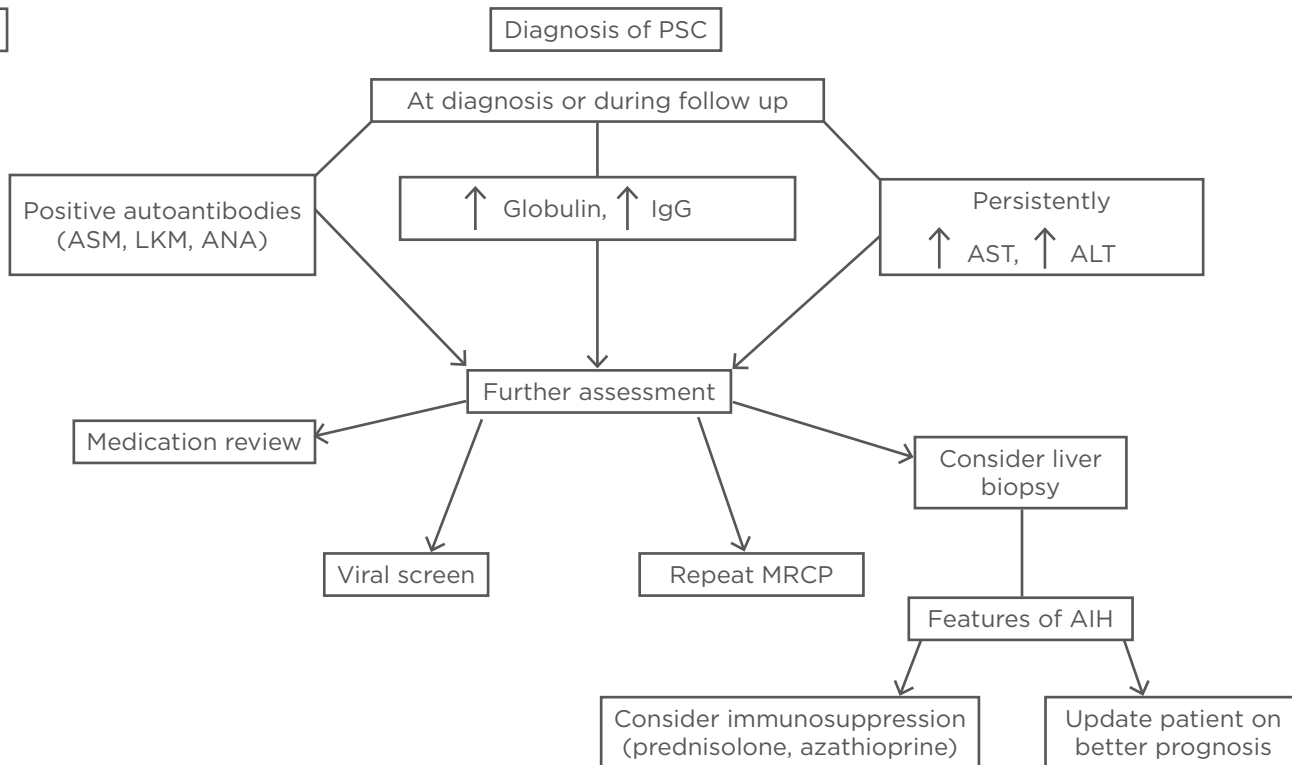 Diagnosis of PSC
At diagnosis or during follow up
Positive autoantibodies
(ASM, LKM, ANA)
↑ Globulin, ↑ IgG
Persistently
↑ AST, ↑ ALT
Further assessment
Medication review
Consider liver
biopsy
Viral screen
Repeat MRCP
Features of AIH
Consider immunosuppression
(prednisolone, azathioprine)
Update patient on
better prognosis